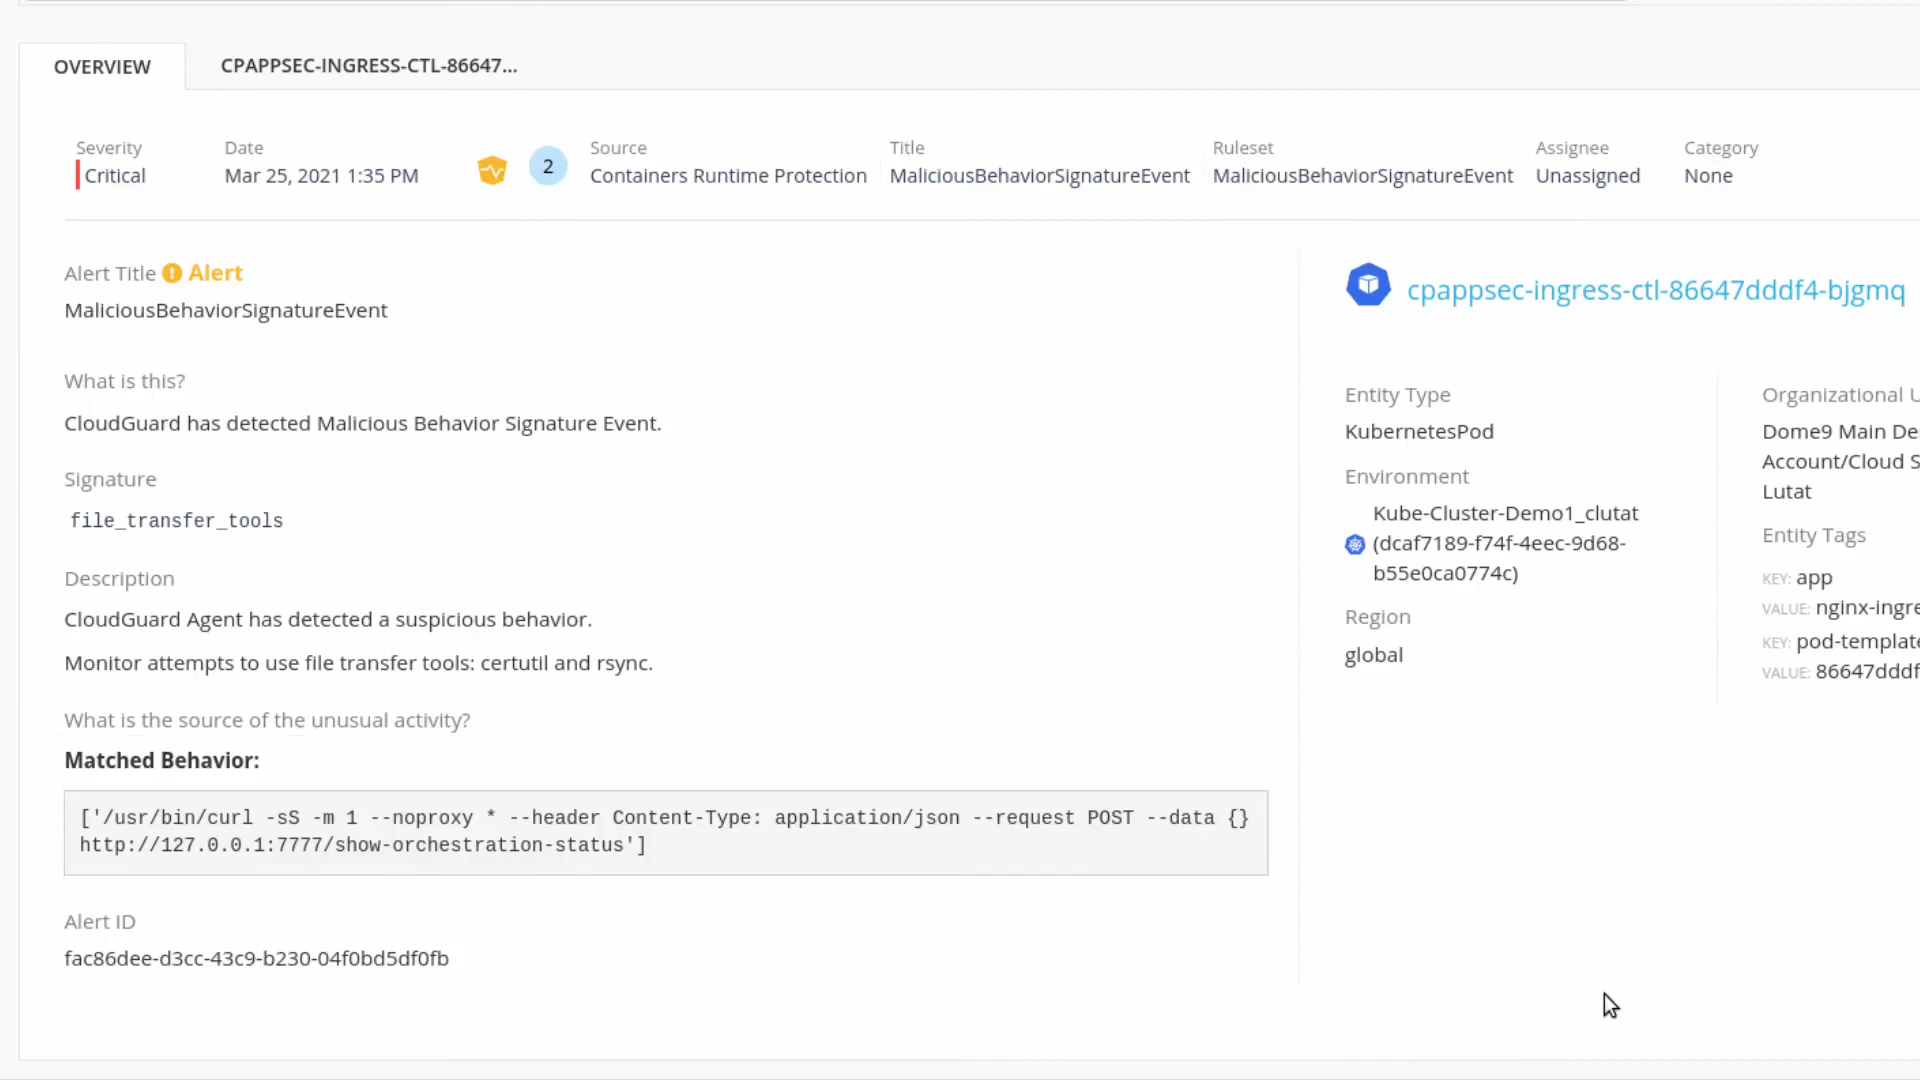 OVERVIEW
CPAPPSEC-INGRESS-CTL-86647...
Severity
Critical
Date
Mar 25, 2021 1:35 PM
2
Source
Containers Runtime Protection
Title
MaliciousBehaviorSignatureEvent
Ruleset
MaliciousBehaviorSignatureEvent
Assignee
Unassigned
Category
None
Alert Title Alert
MaliciousBehaviorSignatureEvent
What is this?
CloudGuard has detected Malicious Behavior Signature Event.
Signature
file_transfer_tools
Description
CloudGuard Agent has detected a suspicious behavior.
Monitor attempts to use file transfer tools: certutil and rsync.
What is the source of the unusual activity?
Matched Behavior:
['/usr/bin/curl -sS -m 1 --noproxy * --header Content-Type: application/json --request POST --data {}
http://127.0.0.1:7777/show-orchestration-status']
Alert ID
fac86dee-d3cc-43c9-b230-04f0bd5df0fb
cpappsec-ingress-ctl-86647dddf4-bjgmq
Entity Type
KubernetesPod
Environment
Kube-Cluster-Demo1_clutat
(dcaf7189-f74f-4eec-9d68-
b55e0ca0774c)
Region
global
Organizational U
Dome9 Main De
Account/Cloud S
Lutat
Entity Tags
KEY: app
VALUE: nginx-ingre
KEY: pod-template
VALUE: 86647dddf